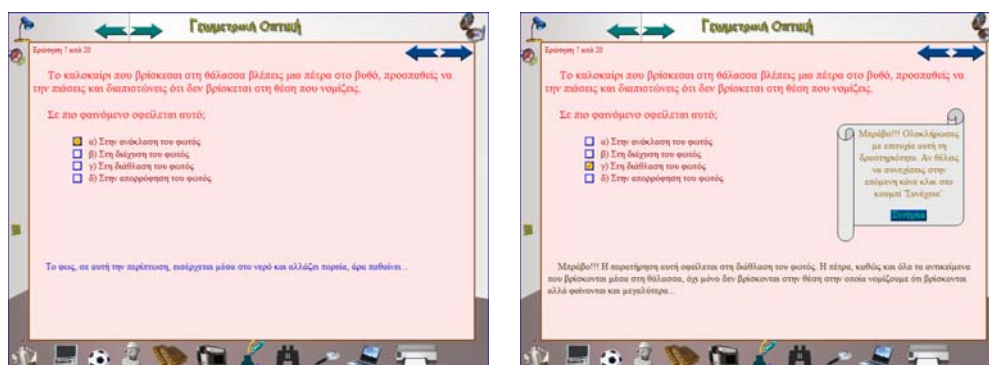 Γεωμετρική Οπτική
Ερώτηση 7 από 20
Το καλοκαίρι που βρίσκεσαι στη θάλασσα βλέπεις μια πέτρα στο βυθό, προσπαθείς να
την πιάσεις και διαπιστώνεις ότι δεν βρίσκεται στη θέση που νομίζεις.
Σε πιο φαινόμενο οφείλεται αυτό;
α) Στην ανάκλαση του φωτός
β) Στη διάχυση του φωτός
γ) Στη διάθλαση του φωτός
δ) Στην απορρόφηση του φωτός
Το φως, σε αυτή την περίπτωση, εισέρχεται μέσα στο νερό και αλλάζει πορεία, άρα παθαίνει...
Γεωμετρική Οπτική
Ερώτηση 7 από 20
Το καλοκαίρι που βρίσκεσαι στη θάλασσα βλέπεις μια πέτρα στο βυθό, προσπαθείς να
την πιάσεις και διαπιστώνεις ότι δεν βρίσκεται στη θέση που νομίζεις.
Σε πιο φαινόμενο οφείλεται αυτό;
α) Στην ανάκλαση του φωτός
β) Στη διάχυση του φωτός
γ) Στη διάθλαση του φωτός
δ) Στην απορρόφηση του φωτός
Μπράβο!!! Ολοκλήρωσες
με επιτυχία αυτή τη
δραστηριότητα. Αν θέλεις
να συνεχίσεις στην
επόμενη κάνε κλικ στο
κουμπί 'Συνέχεια'
Συνέχεια
Μπράβο!!! Η παρατήρηση αυτή οφείλεται στη διάθλαση του φωτός. Η πέτρα, καθώς και όλα τα αντικείμενα
που βρίσκονται μέσα στη θάλασσα, όχι μόνο δεν βρίσκονται στην θέση στην οποία νομίζουμε ότι βρίσκονται
αλλά φαίνονται και μεγαλύτερα...